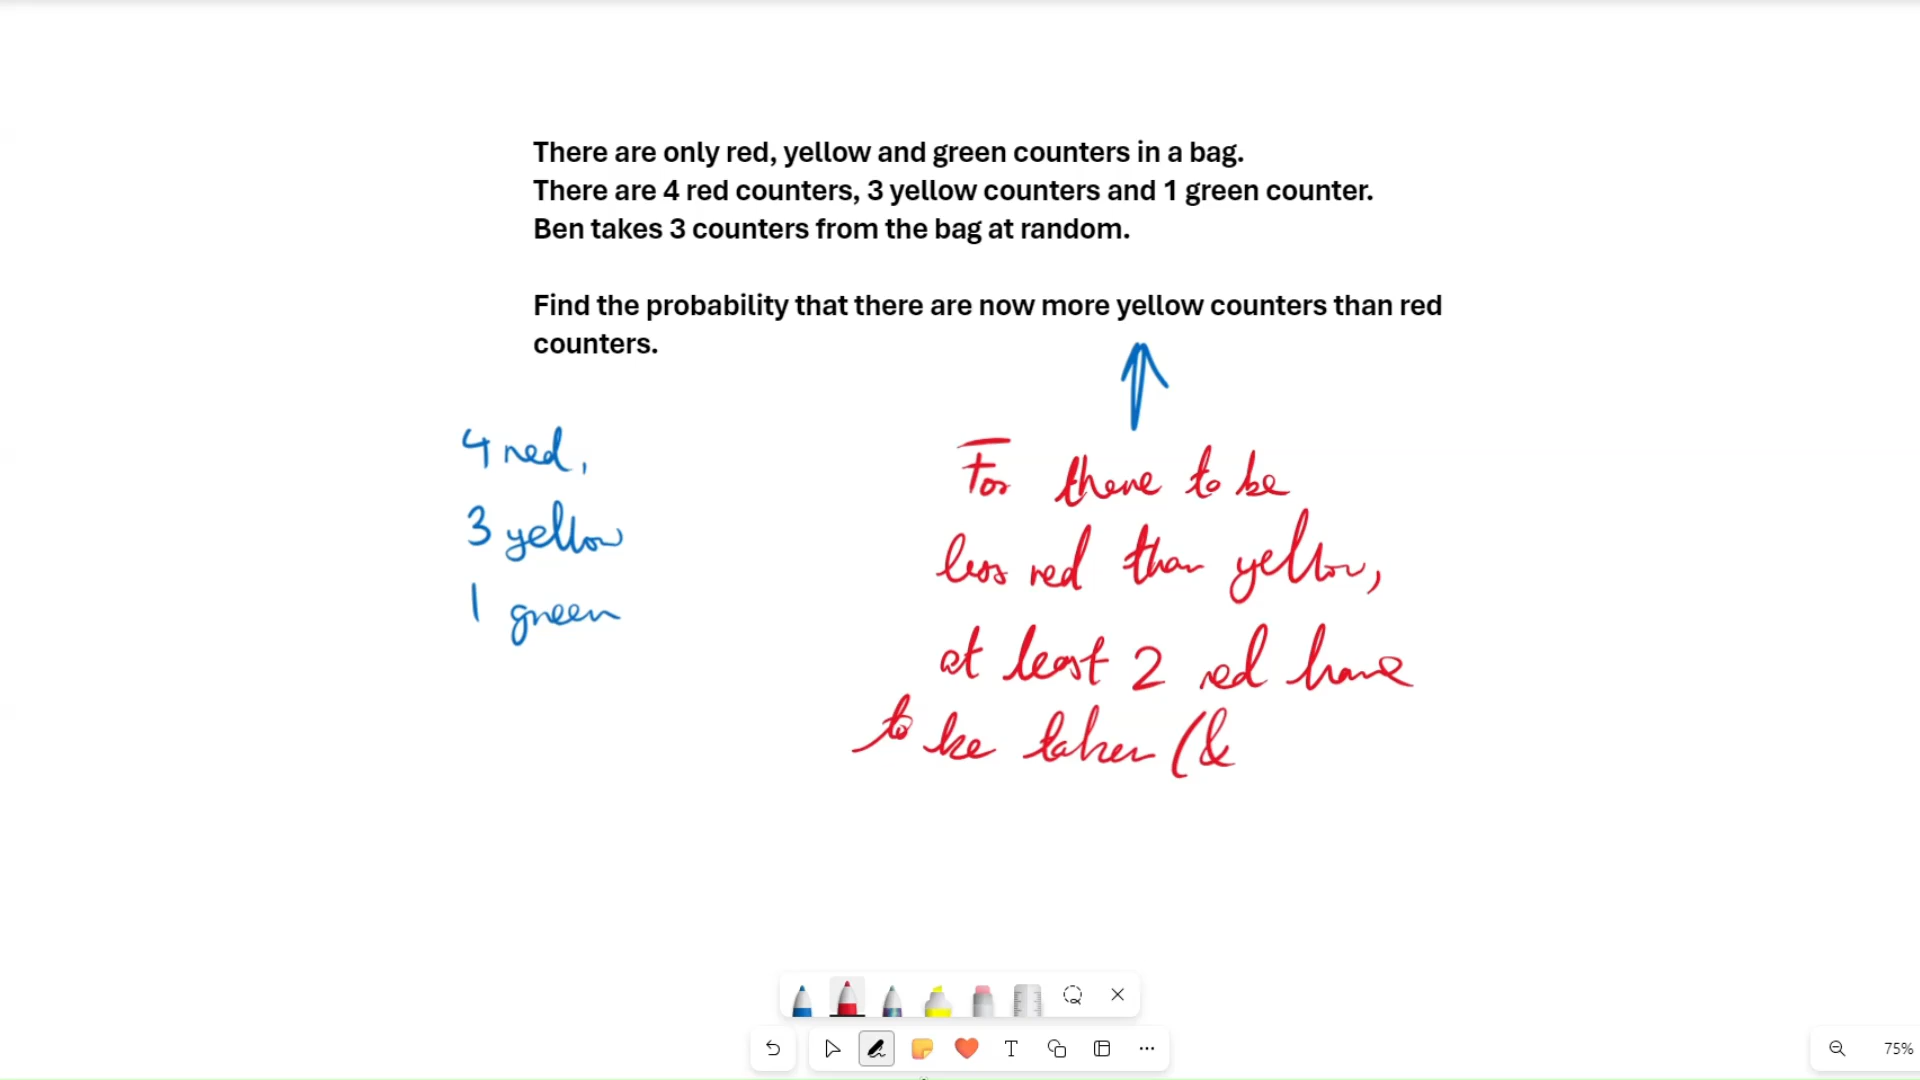 There are only red, yellow and green counters in a bag.
There are 4 red counters, 3 yellow counters and 1 green counter.
Ben takes 3 counters from the bag at random.
Find the probability that there are now more yellow counters than red
counters.
4 red,
3 yellow
1 green
For there to be
less red than yellow,
at least 2 red have
to be taken (&
T
75%